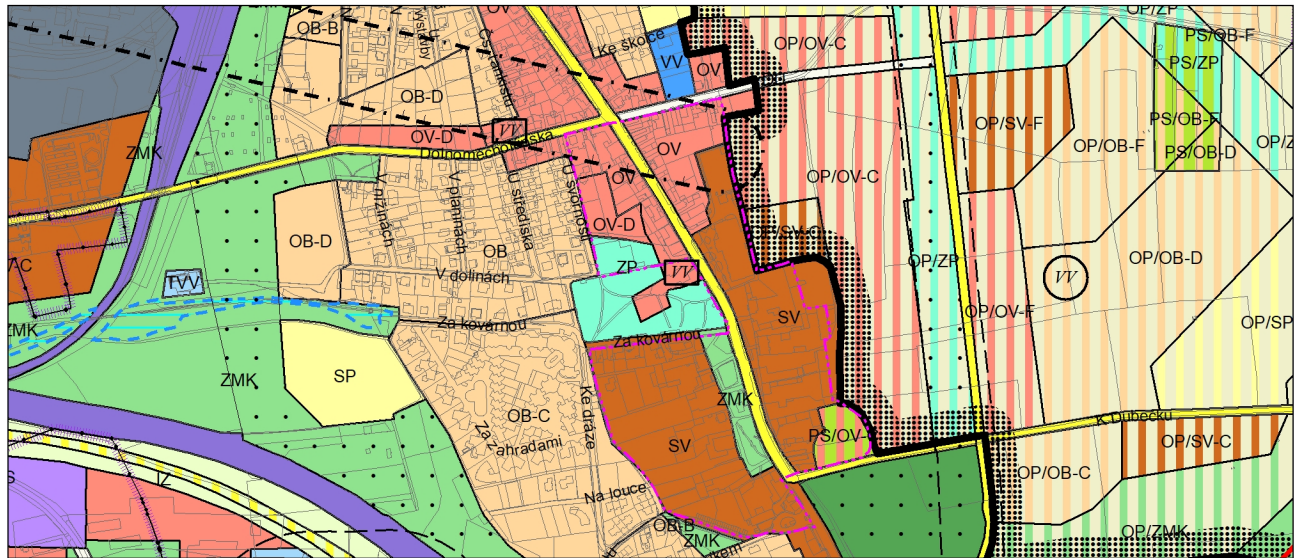 OB-B
OV
Ke školce
VV
OV
OP/OV-C
OP/ZP
PS/OB-F
PS/ZP
OB-D
ZMK
OV-D
VV
Dolnoměcholupská
OV
OP/SV-F
OP/OB-F
PS/OB-F
PS/OB-D
OP/OV-C
V nížinách
V planinách
U střediska
U svornosti
OV
OV-D
OB-D
OB
ZP
VV
OP/ZP
VV
OP/OB-D
TVV
V dolinách
ZMK
Za kovárnou
Za kovárnou
SV
OP/OV-F
OP/SP
ZMK
SP
OB-C
Ke dráze
ZMK
Za zahradami
SV
K Dubečku
OP/SV-C
OP/OB-C
IZ
Na louce
OB-B
ZMK
OP/ZMK